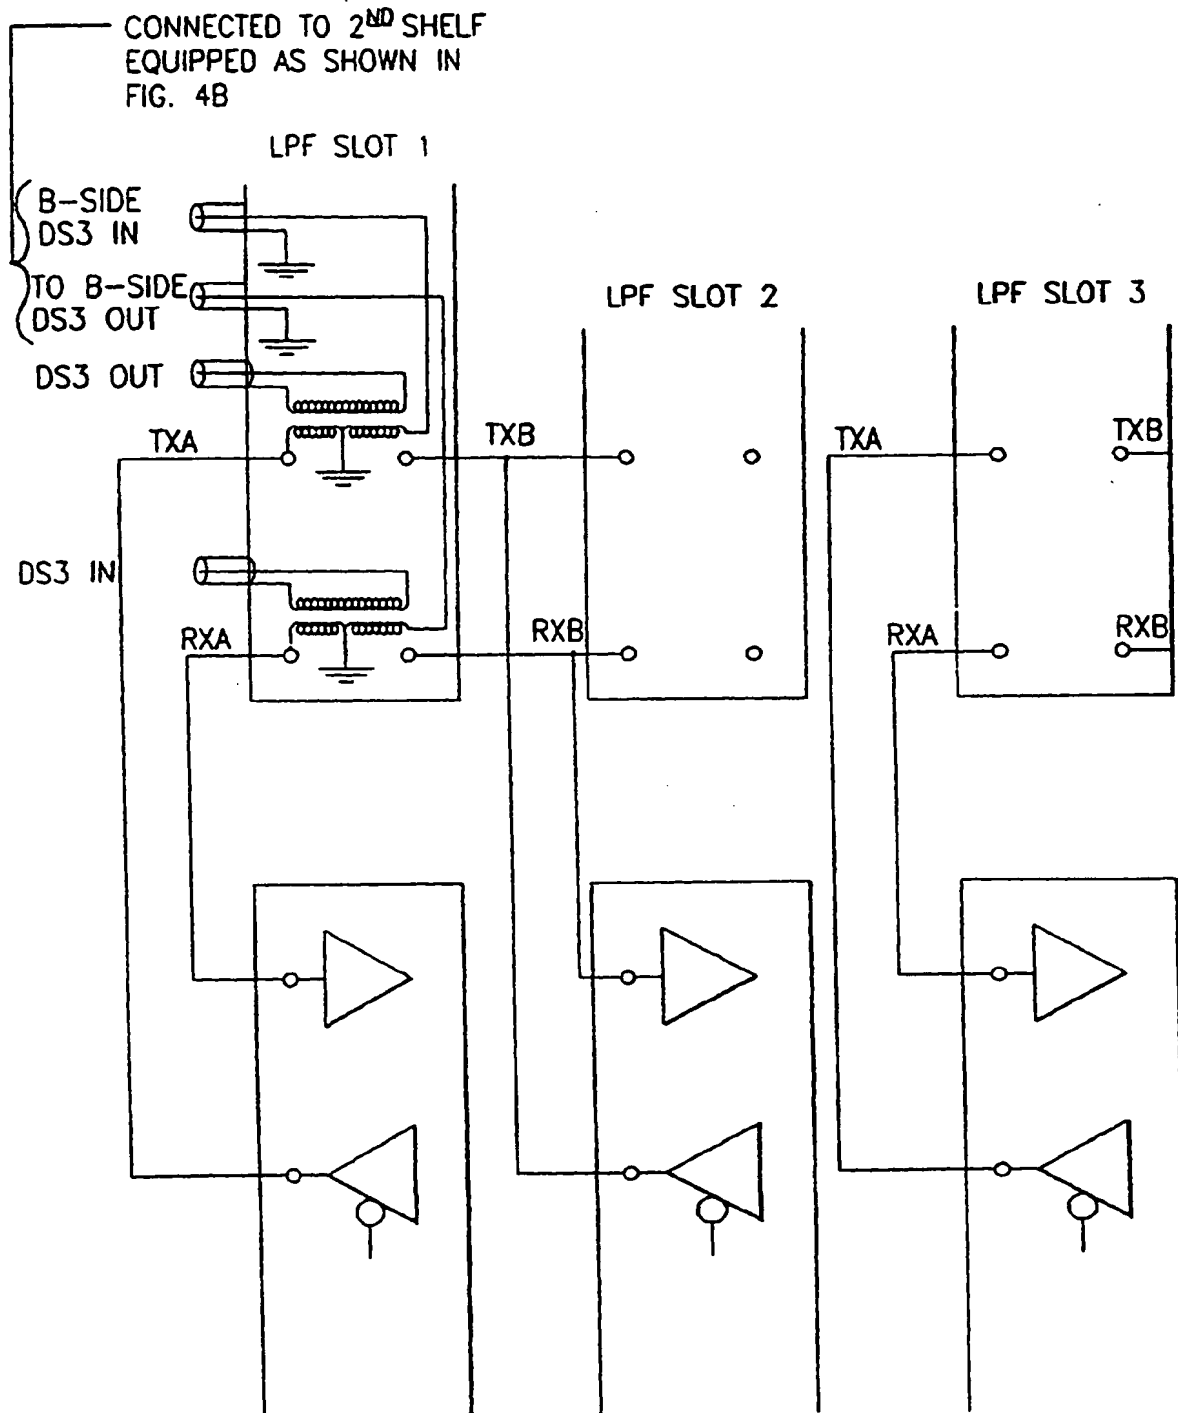 CONNECTED TO 2ND SHELF
EQUIPPED AS SHOWN IN
FIG. 4B
LPF SLOT 1
B-SIDE
DS3 IN
TO B-SIDE
DS3 OUT
LPF SLOT 2
LPF SLOT 3
DS3 OUT
TXA
TXB
TXA
TXB
DS3 IN
RXA
RXB
RXA
RXB